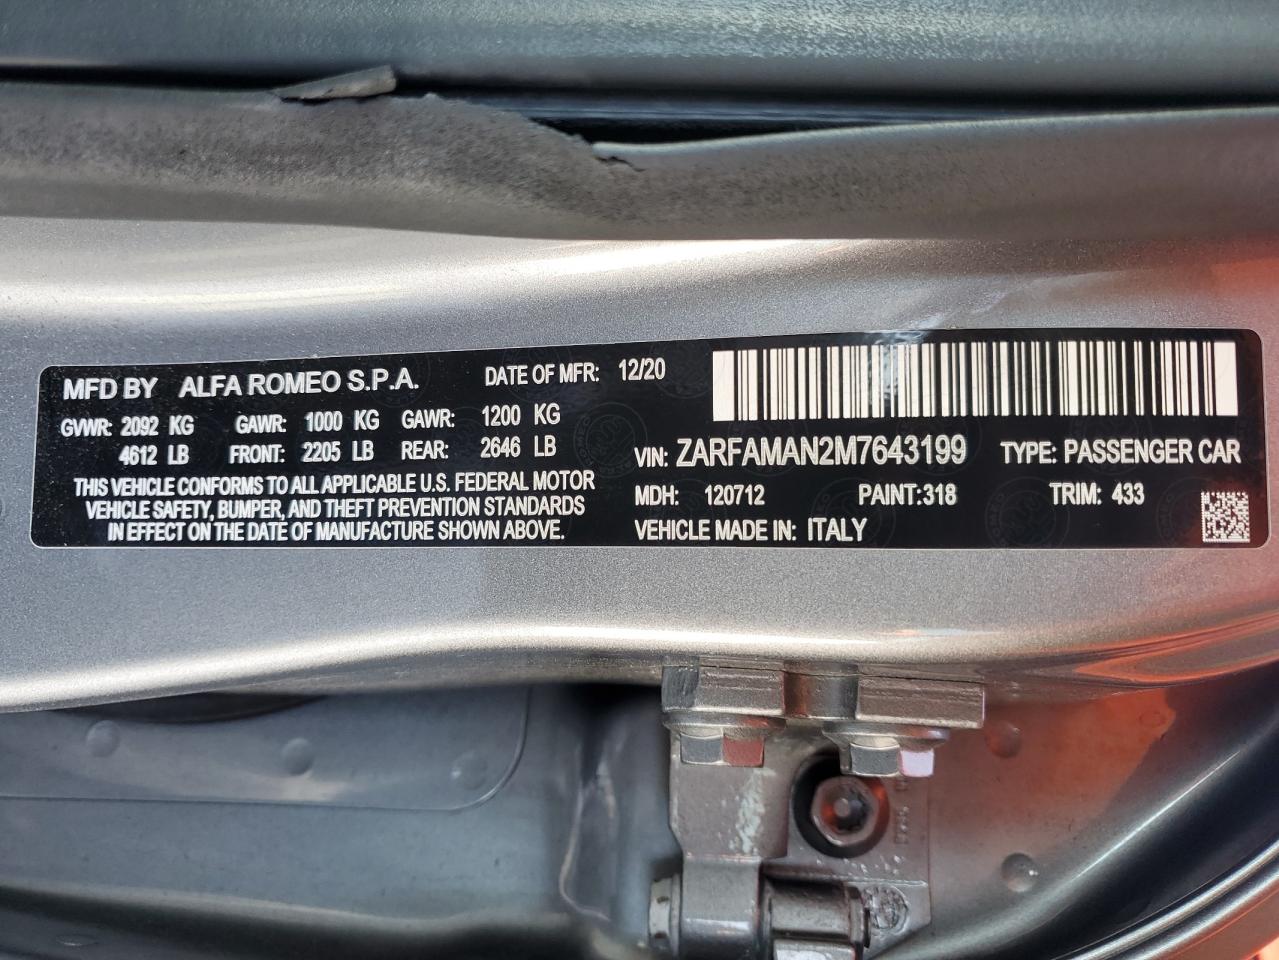 MFD BY ALFA ROMEO S.P.A. DATE OF MFR: 12/20
GVWR: 2092 KG GAWR: 1000 KG GAWR: 1200 KG
4612 LB FRONT: 2205 LB REAR: 2646 LB
THIS VEHICLE CONFORMS TO ALL APPLICABLE U.S. FEDERAL MOTOR
VEHICLE SAFETY, BUMPER, AND THEFT PREVENTION STANDARDS
IN EFFECT ON THE DATE OF MANUFACTURE SHOWN ABOVE.
VIN: ZARFAMAN2M7643199 TYPE: PASSENGER CAR
MDH: 120712 PAINT:318 TRIM: 433
VEHICLE MADE IN: ITALY